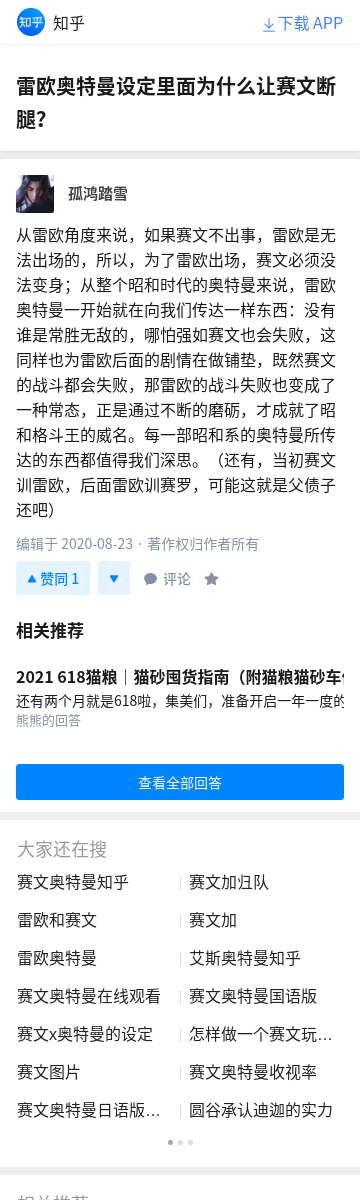 知乎 知乎 下载 APP
雷欧奥特曼设定里面为什么让赛文断
腿？
孤鸿踏雪
从雷欧角度来说，如果赛文不出事，雷欧是无
法出场的，所以，为了雷欧出场，赛文必须没
法变身；从整个昭和时代的奥特曼来说，雷欧
奥特曼一开始就在向我们传达一样东西：没有
谁是常胜无敌的，哪怕强如赛文也会失败，这
同样也为雷欧后面的剧情在做铺垫，既然赛文
的战斗都会失败，那雷欧的战斗失败也变成了
一种常态，正是通过不断的磨砺，才成就了昭
和格斗王的威名。每一部昭和系的奥特曼所传
达的东西都值得我们深思。（还有，当初赛文
训雷欧，后面雷欧训赛罗，可能这就是父债子
还吧）
编辑于 2020-08-23 · 著作权归作者所有
赞同 1 评论
相关推荐
2021 618猫粮｜猫砂囤货指南（附猫粮猫砂车
还有两个月就是618啦，集美们，准备开启一年一度的
熊熊的回答
查看全部回答
大家还在搜
赛文奥特曼知乎 赛文加归队
雷欧和赛文 赛文加
雷欧奥特曼 艾斯奥特曼知乎
赛文奥特曼在线观看 赛文奥特曼国语版
赛文x奥特曼的设定 怎样做一个赛文玩…
赛文图片 赛文奥特曼收视率
赛文奥特曼日语版… 圆谷承认迪迦的实力